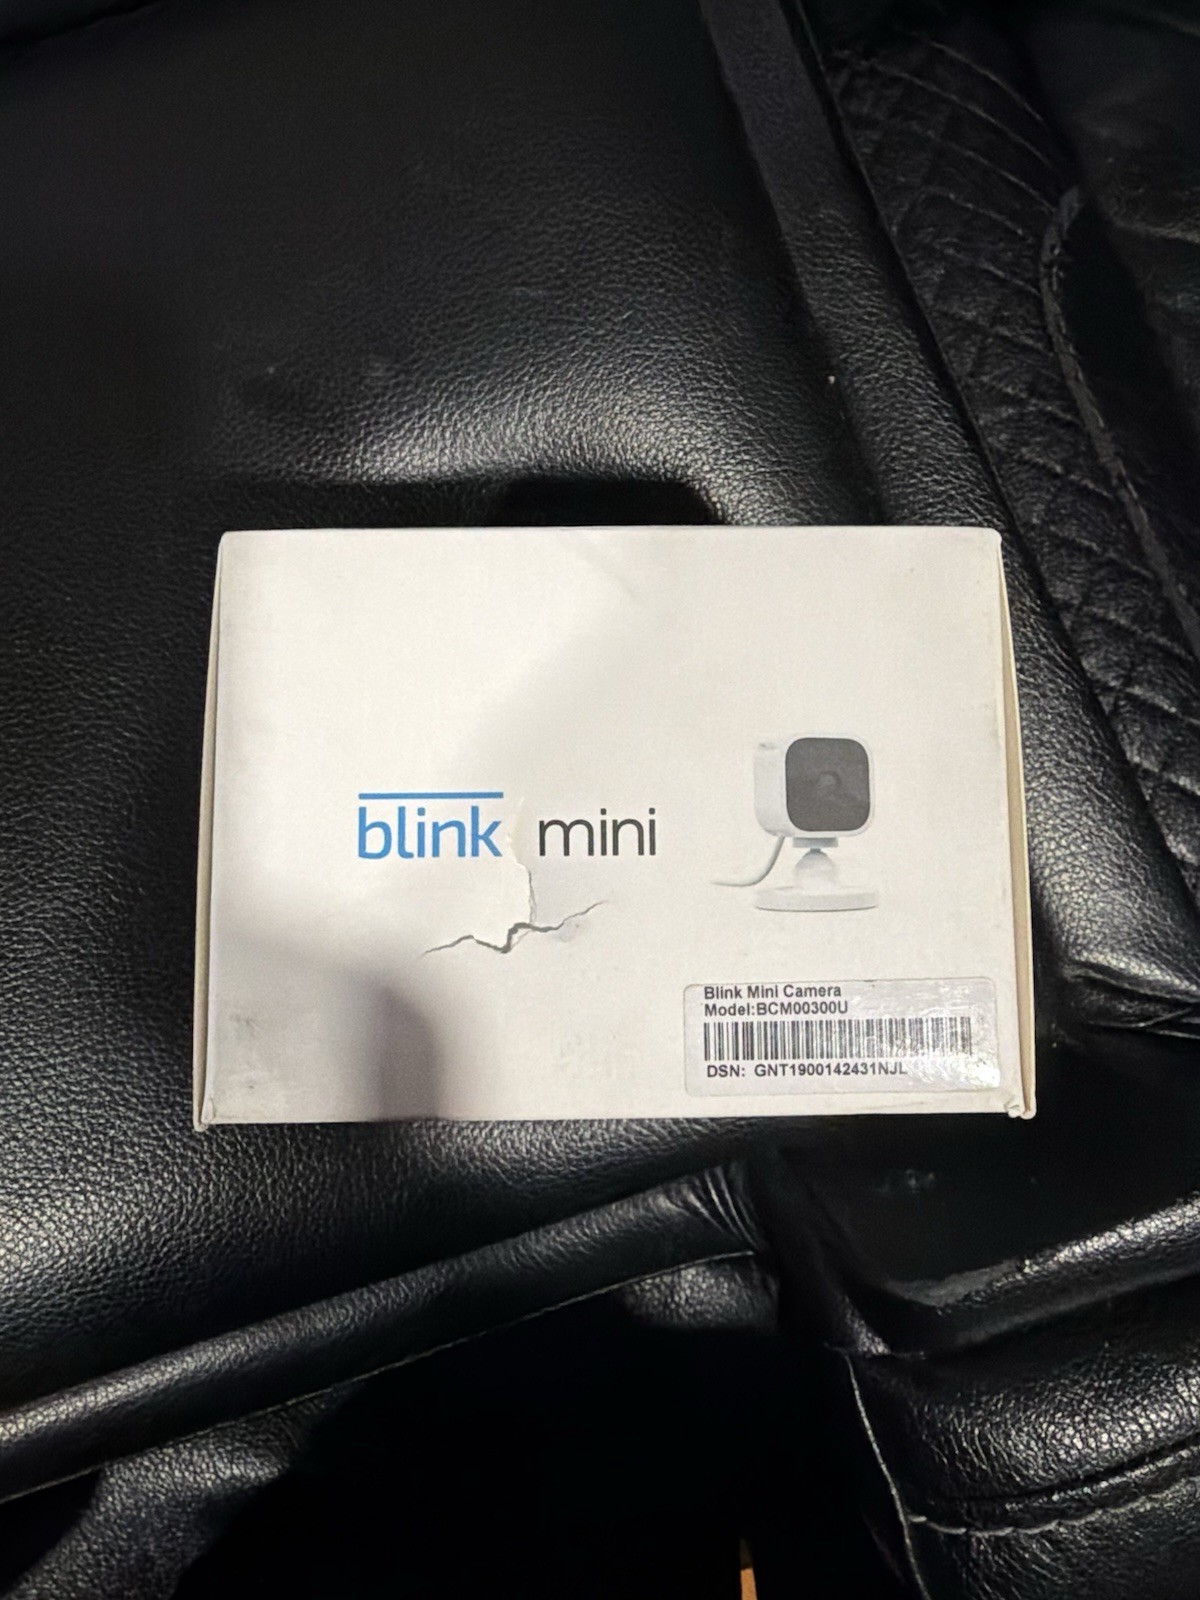 blink mini
Blink Mini Camera
Model:BCM00300U
DSN: GNT1900142431NJL